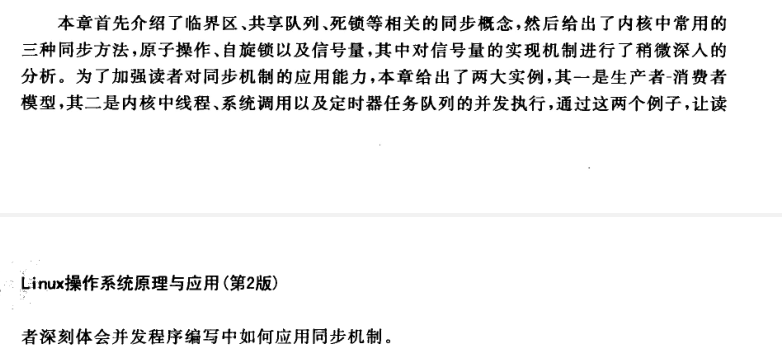 本章首先介绍了临界区、共享队列、死锁等相关的同步概念,然后给出了内核中常用的
三种同步方法,原子操作、自旋锁以及信号量,其中对信号量的实现机制进行了稍微深入的
分析。为了加强读者对同步机制的应用能力,本章给出了两大实例,其一是生产者-消费者
模型,其二是内核中线程、系统调用以及定时器任务队列的并发执行,通过这两个例子,让读
Linux操作系统原理与应用(第2版)
者深刻体会并发程序编写中如何应用同步机制。